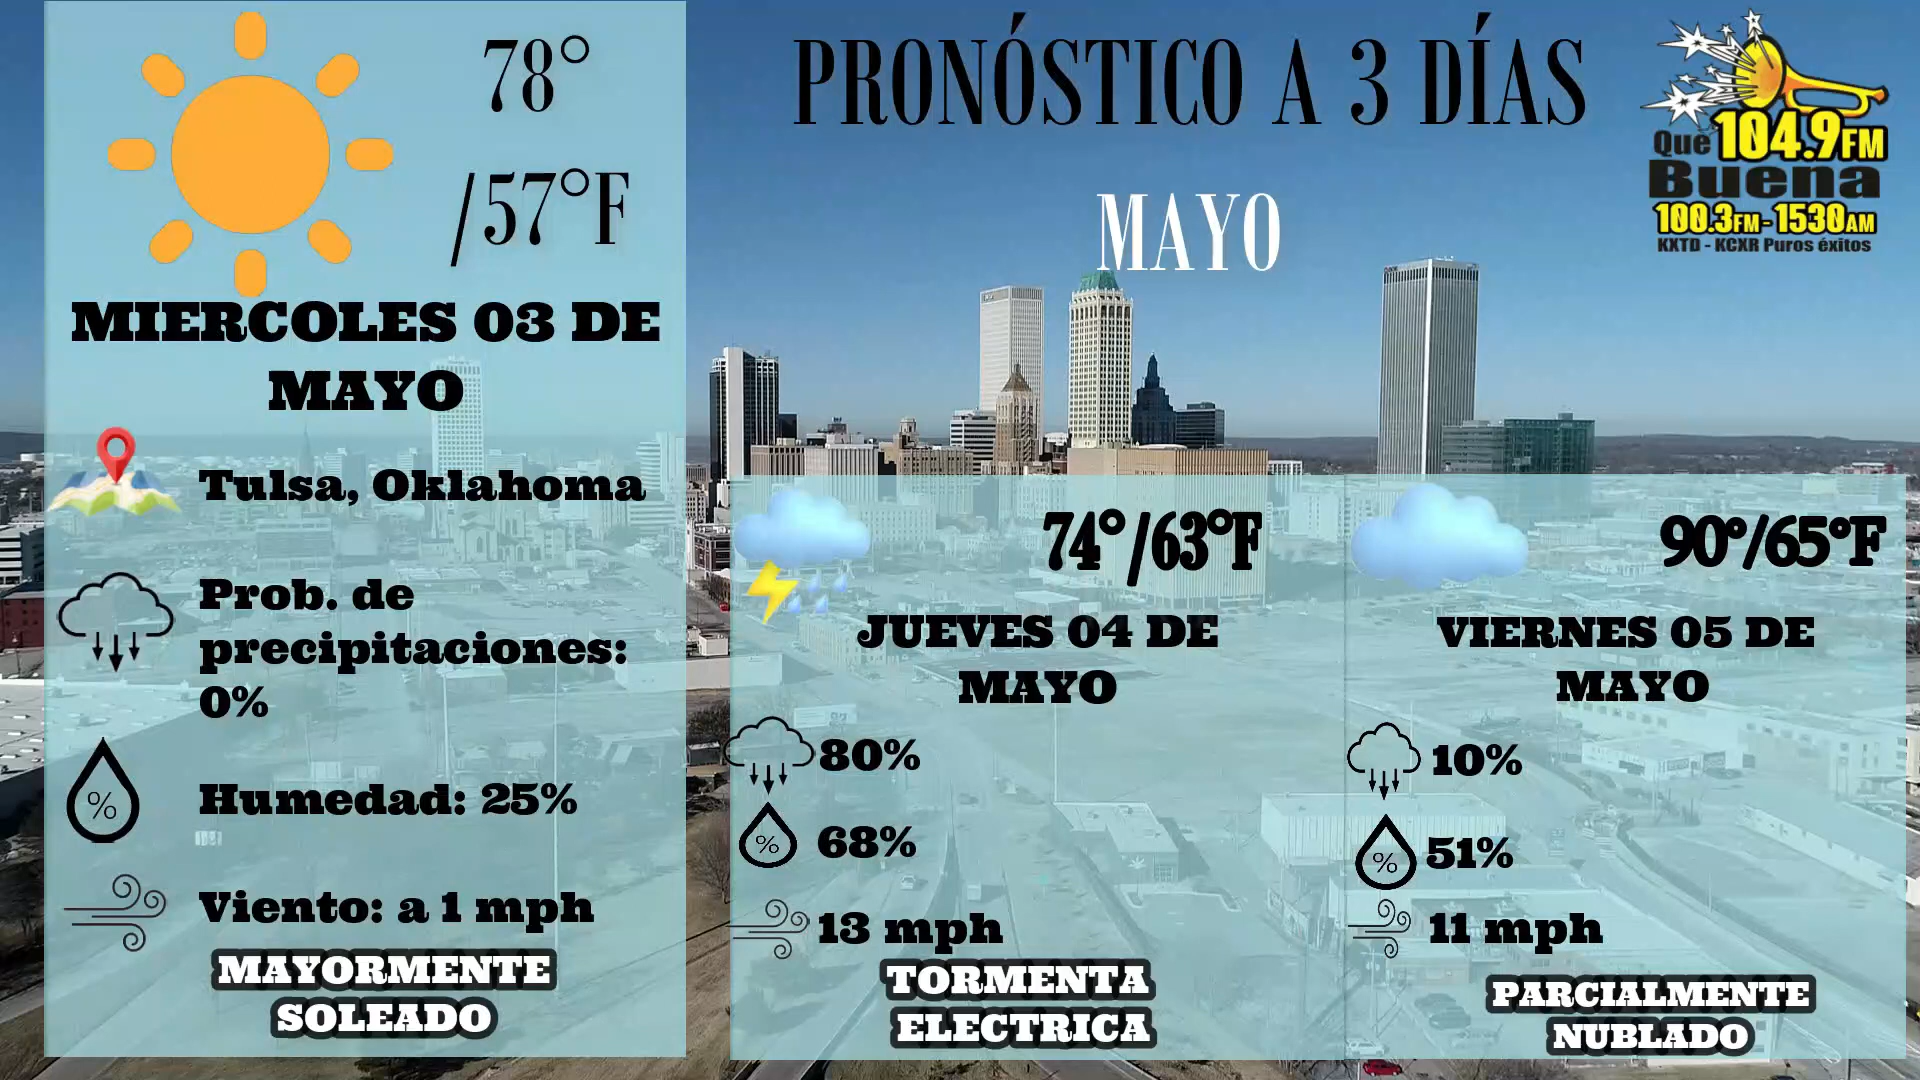 78°
/57°F
MIERCOLES 03 DE
MAYO
Tulsa, Oklahoma
Prob. de
precipitaciones:
0%
%
Humedad: 25%
Viento: a 1 mph
MAYORMENTE
SOLEADO
PRONÓSTICO A 3 DÍAS
MAYO
Que 104.9FM
Buena
100.3FM - 1530AM
KXTD - KCXR Puros éxitos
74°/63°F
JUEVES 04 DE
MAYO
80%
%
68%
13 mph
TORMENTA
ELECTRICA
90°/65°F
VIERNES 05 DE
MAYO
10%
%
51%
11 mph
PARCIALMENTE
NUBLADO